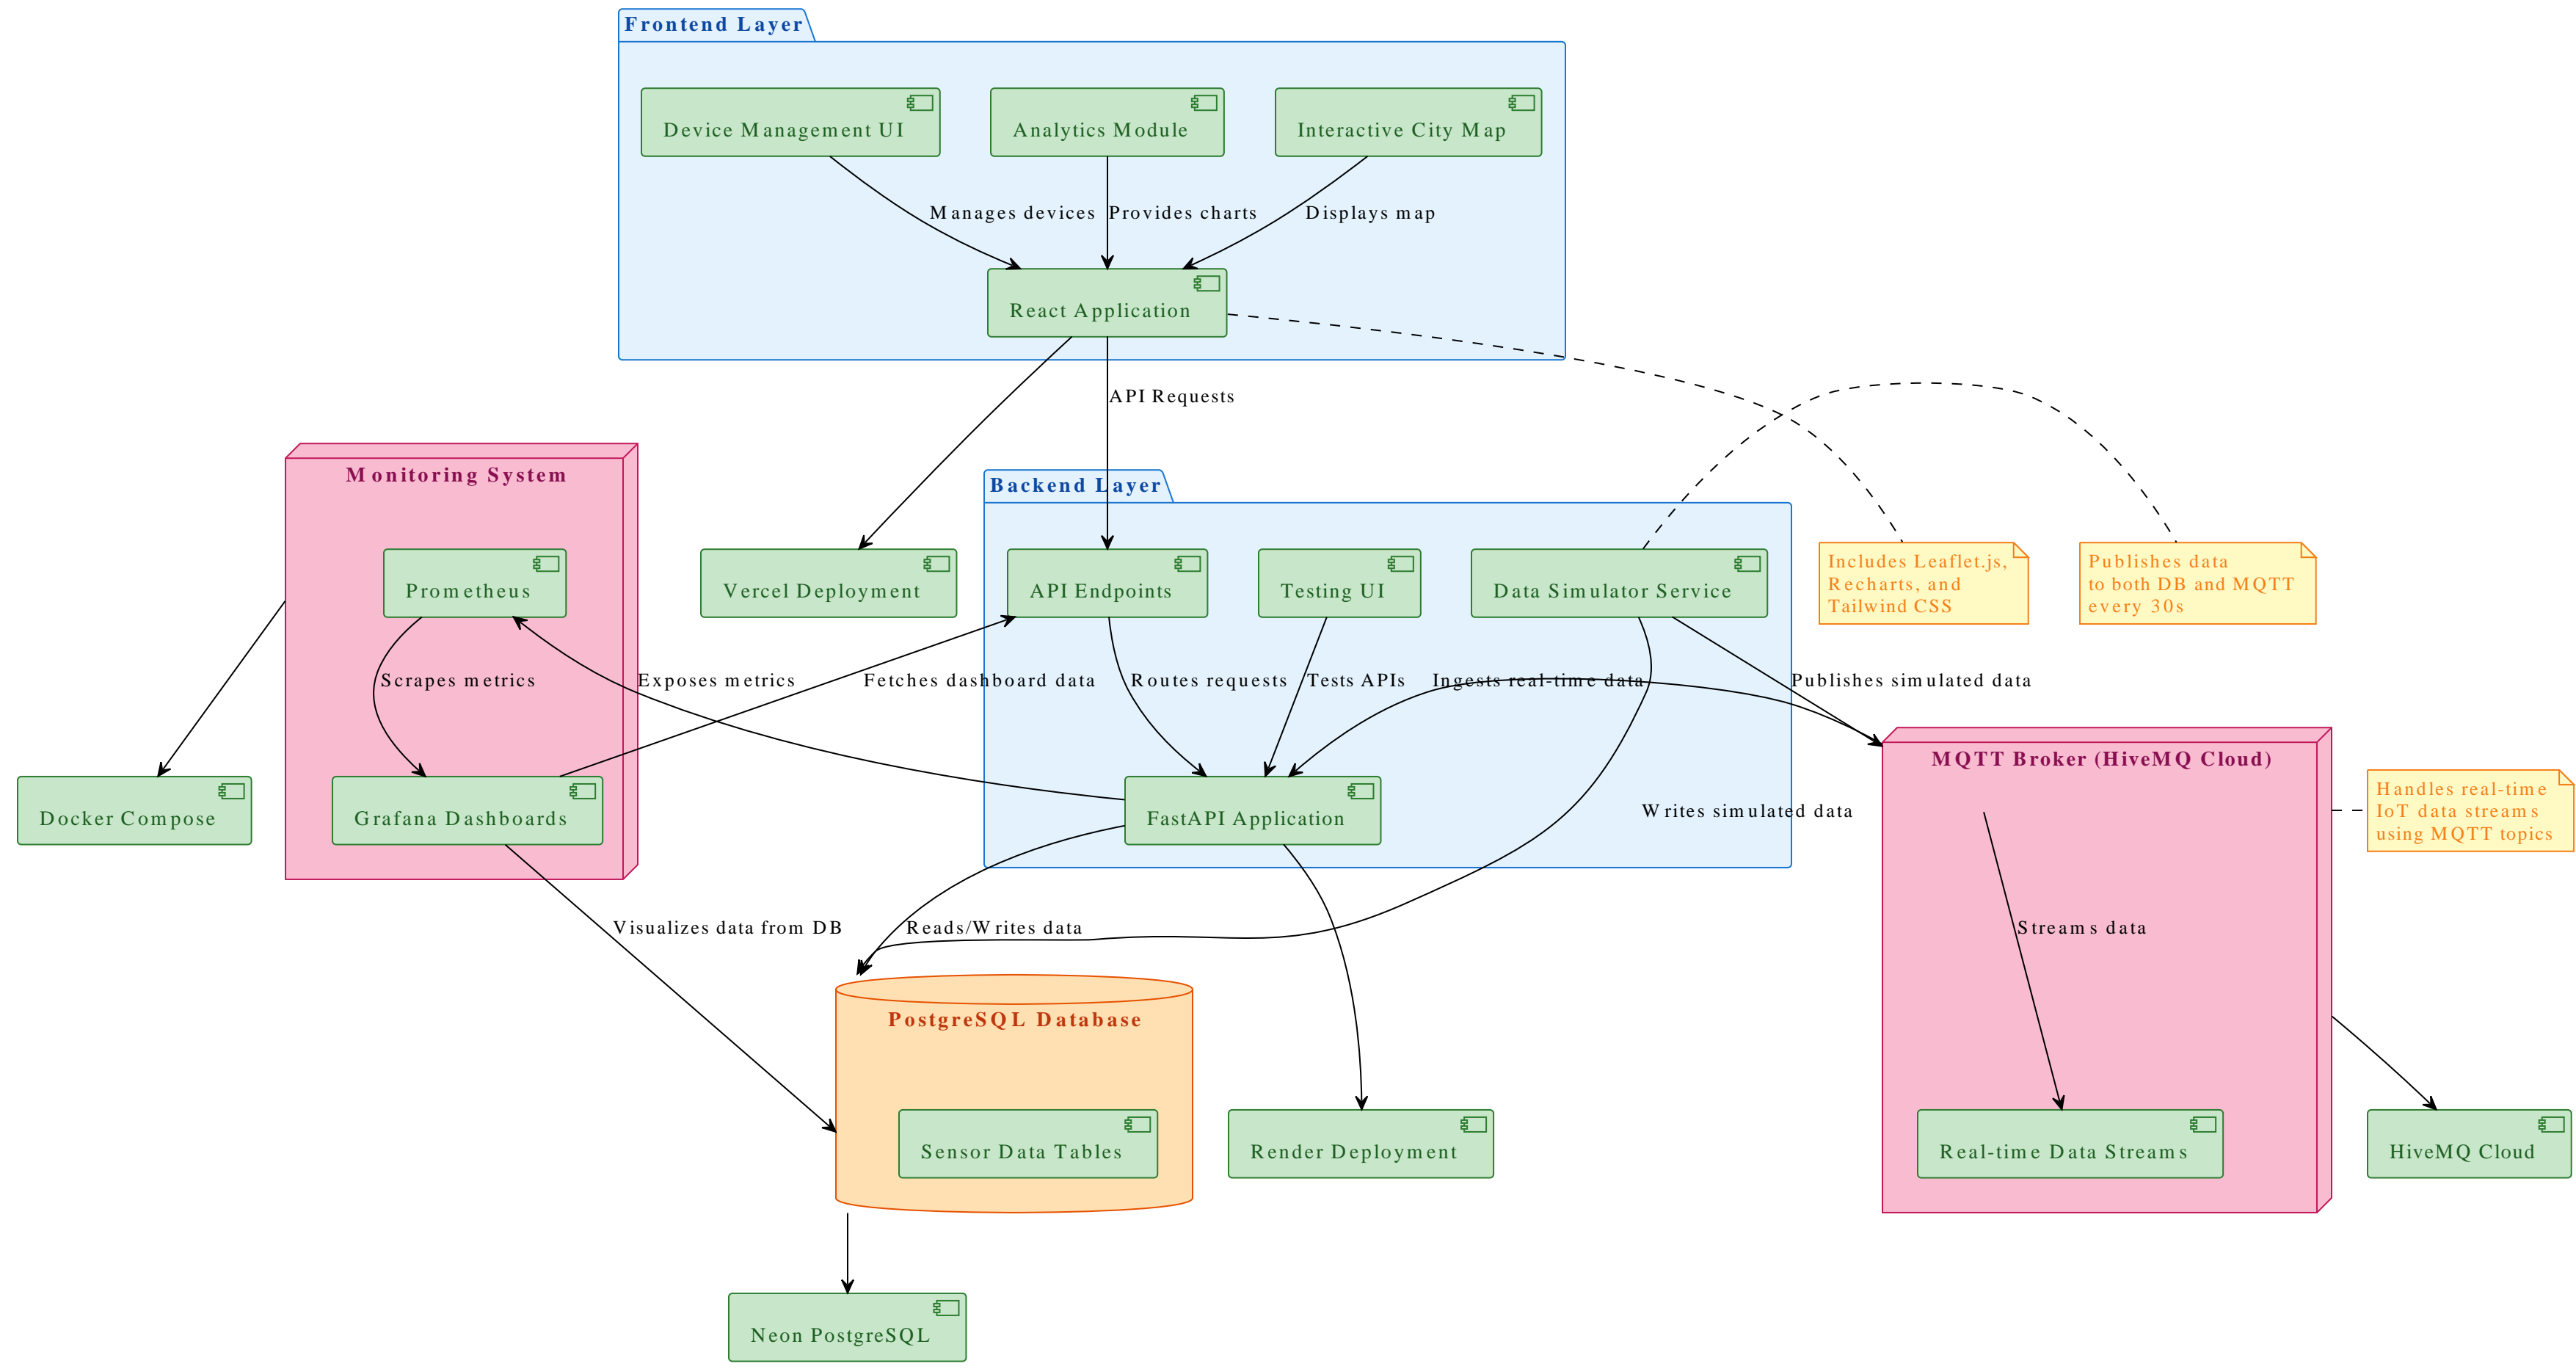 Frontend Layer
Device Management UI
Analytics Module
Interactive City Map
Manages devices
Provides charts
Displays map
React Application
API Requests
Monitoring System
Backend Layer
Prometheus
Vercel Deployment
API Endpoints
Testing UI
Data Simulator Service
Includes Leaflet.js,
Recharts, and
Tailwind CSS
Publishes data
to both DB and MQTT
every 30s
Scrapes metrics
Exposes metrics
Fetches dashboard data
Routes requests
Tests APIs
Ingests real-time data
Publishes simulated data
MQTT Broker (HiveMQ Cloud)
Docker Compose
Grafana Dashboards
FastAPI Application
Writes simulated data
Handles real-time
IoT data streams
using MQTT topics
Visualizes data from DB
Reads/Writes data
Streams data
PostgreSQL Database
Sensor Data Tables
Render Deployment
Real-time Data Streams
HiveMQ Cloud
Neon PostgreSQL